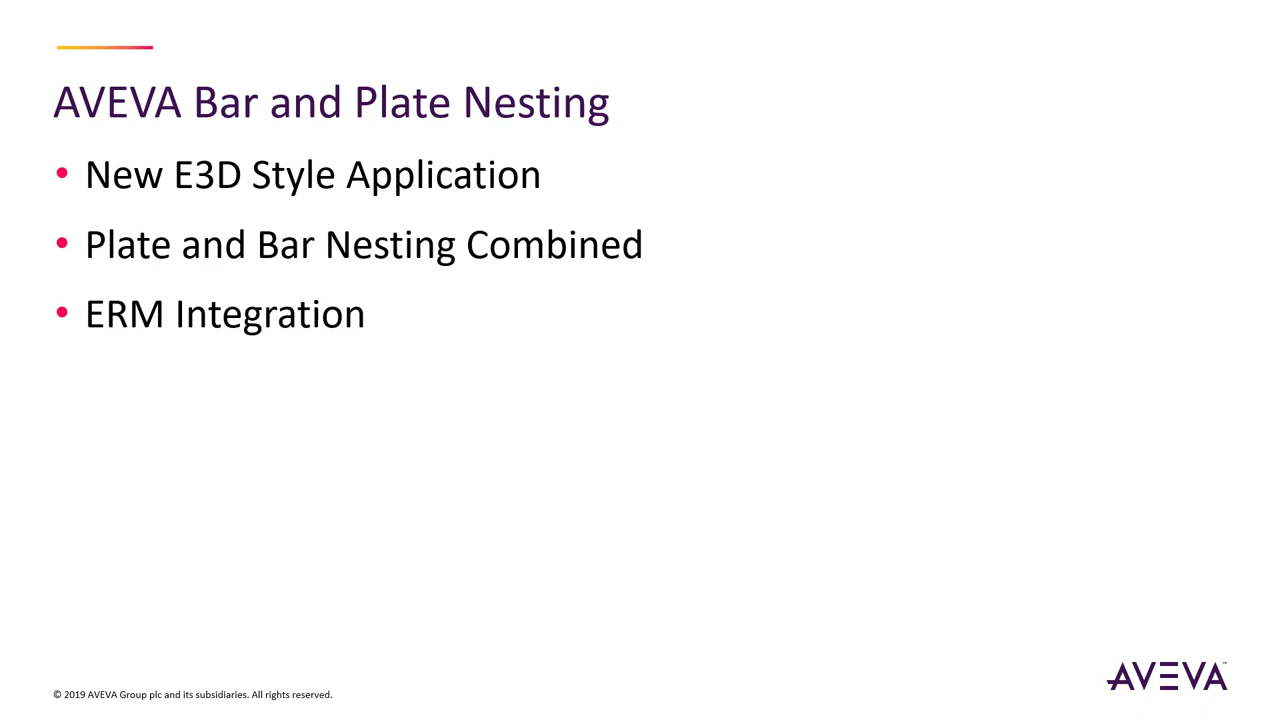 AVEVA Bar and Plate Nesting
• New E3D Style Application
• Plate and Bar Nesting Combined
• ERM Integration
© 2019 AVEVA Group plc and its subsidiaries. All rights reserved.
AVEVA™